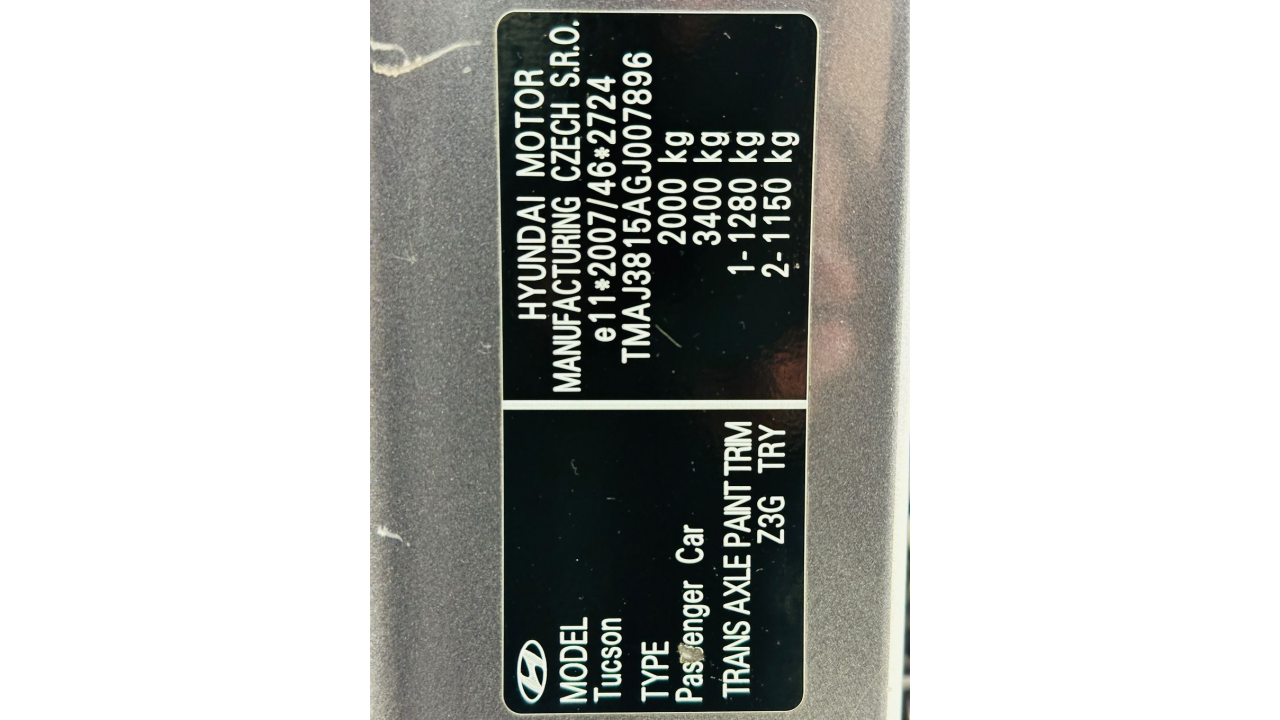 MODEL
Tucson
TYPE
Passenger Car
TRANS AXLE PAINT TRIM
Z3G TRY
HYUNDAI MOTOR
MANUFACTURING CZECH S.R.O.
e11*2007/46*2724
TMAJ3815AGJ007896
2000 kg
3400 kg
1-1280 kg
2-1150 kg